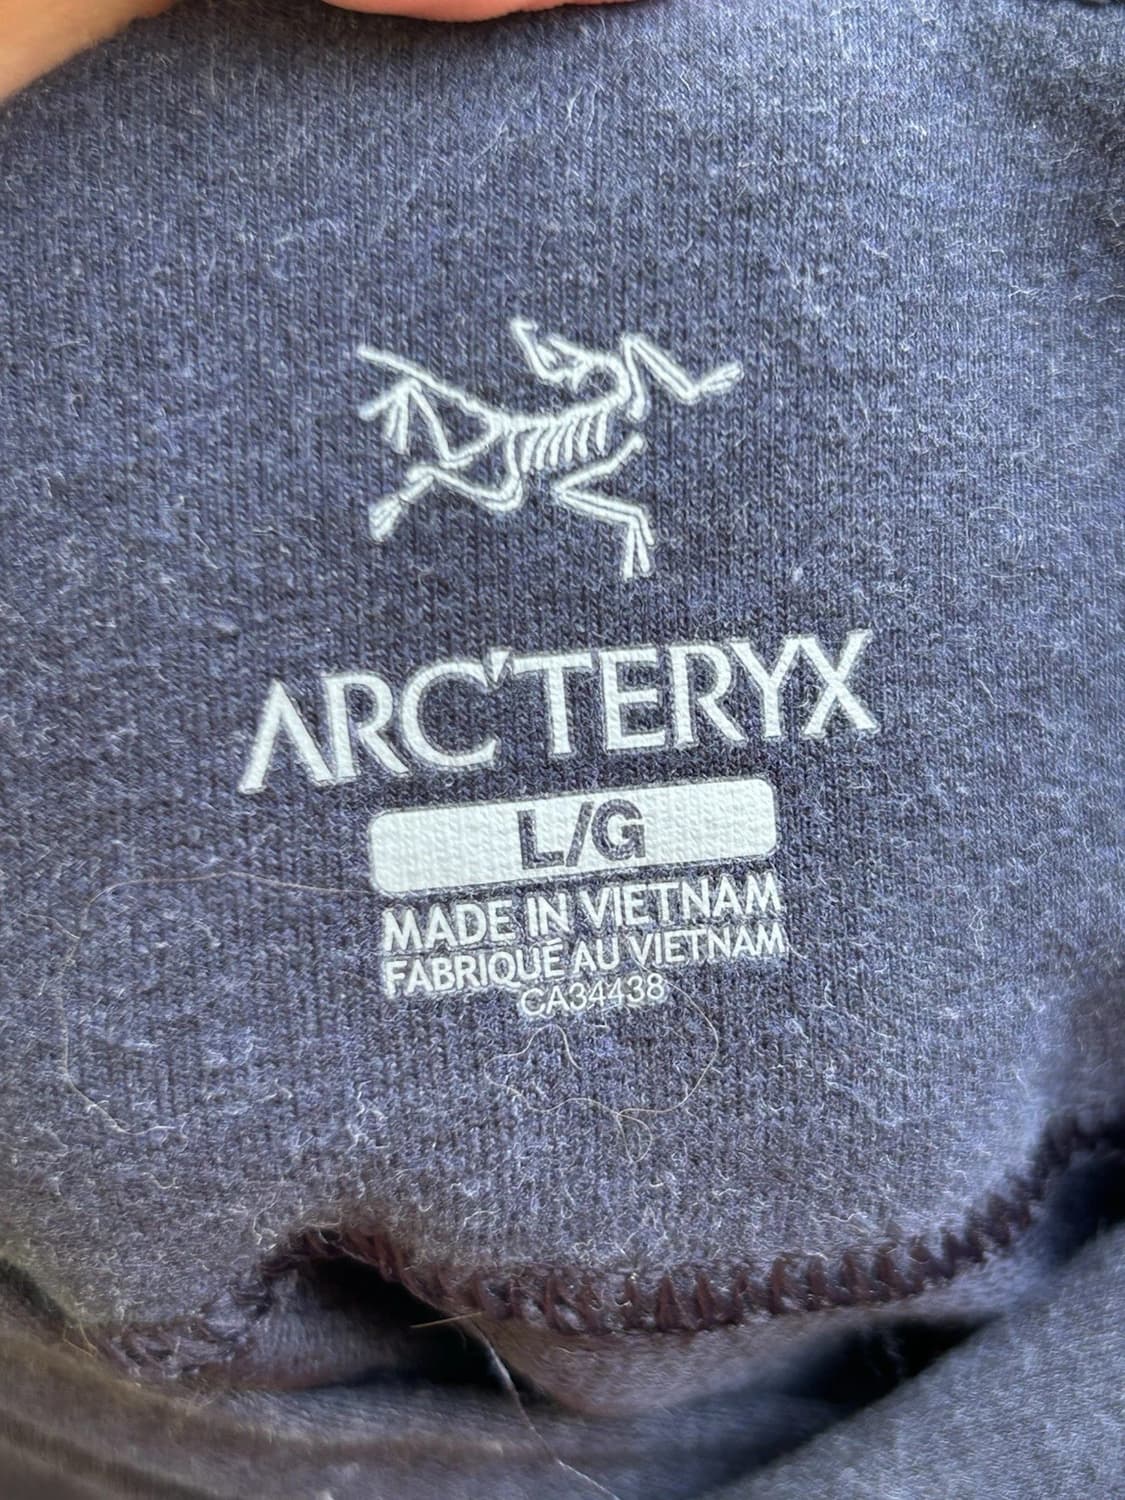 ARC'TERYX
L/G
MADE IN VIETNAM
FABRIQUÉ AU VIETNAM
CA34438